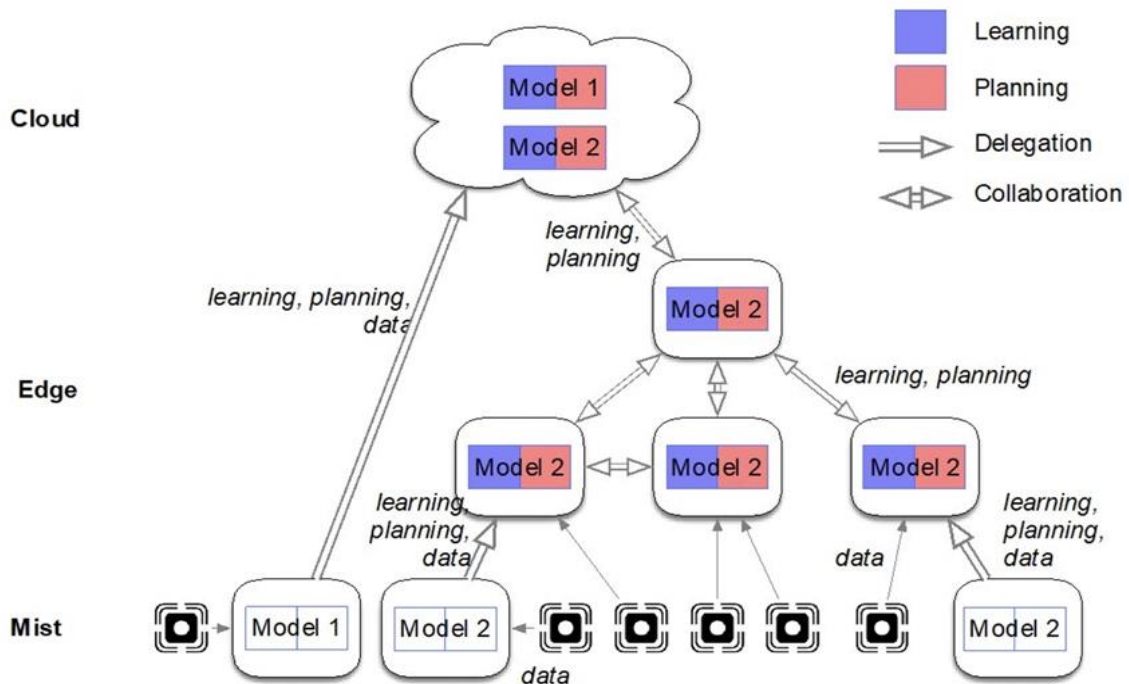 Learning
Planning
Delegation
Collaboration
Cloud
Model 1
Model 2
learning,
planning
learning, planning,
data
Model 2
Edge
learning, planning
Model 2
Model 2
Model 2
learning,
planning,
data
learning,
planning,
data
data
Mist
Model 1
Model 2
Model 2
data